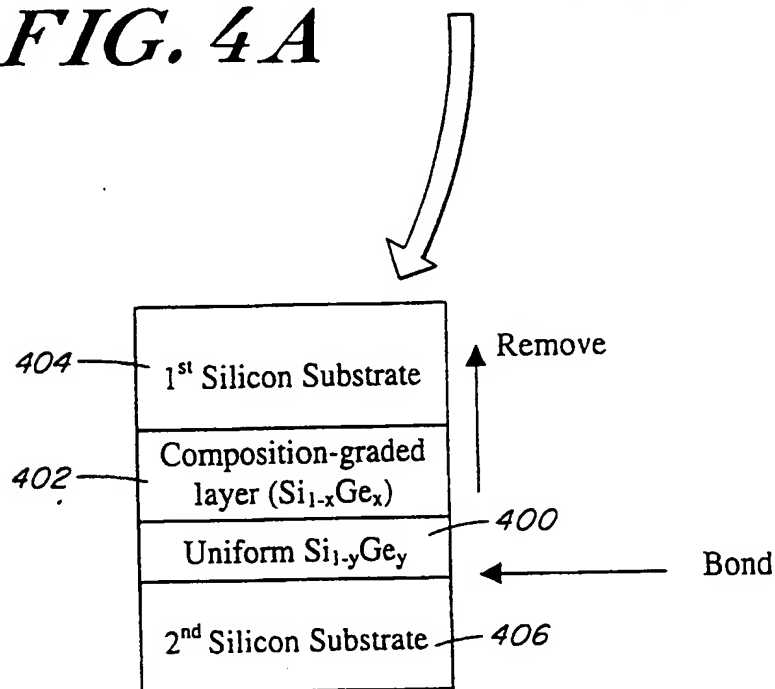 FIG. 4A
404
1st Silicon Substrate
Remove
402
Composition-graded
layer (Si1-xGex)
400
Uniform Si1-yGey
Bond
2nd Silicon Substrate
406